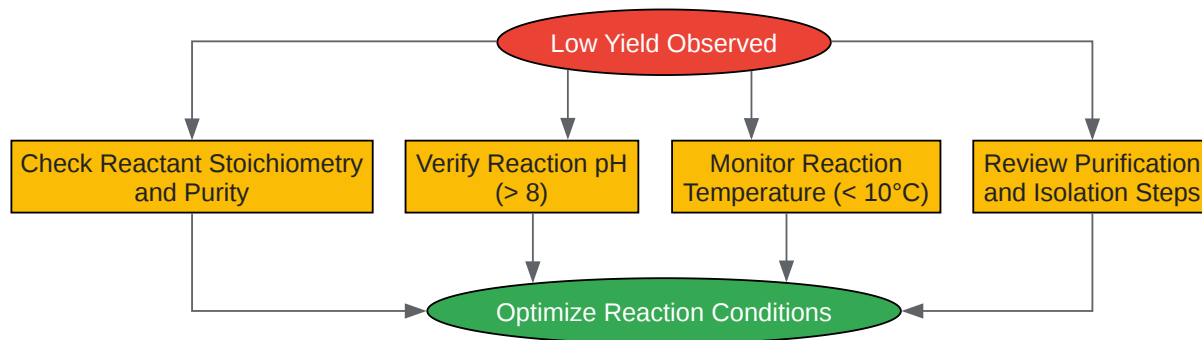 Low Yield Observed
Check Reactant Stoichiometry
and Purity
Verify Reaction pH
(> 8)
Monitor Reaction
Temperature (< 10°C)
Review Purification
and Isolation Steps
Optimize Reaction Conditions